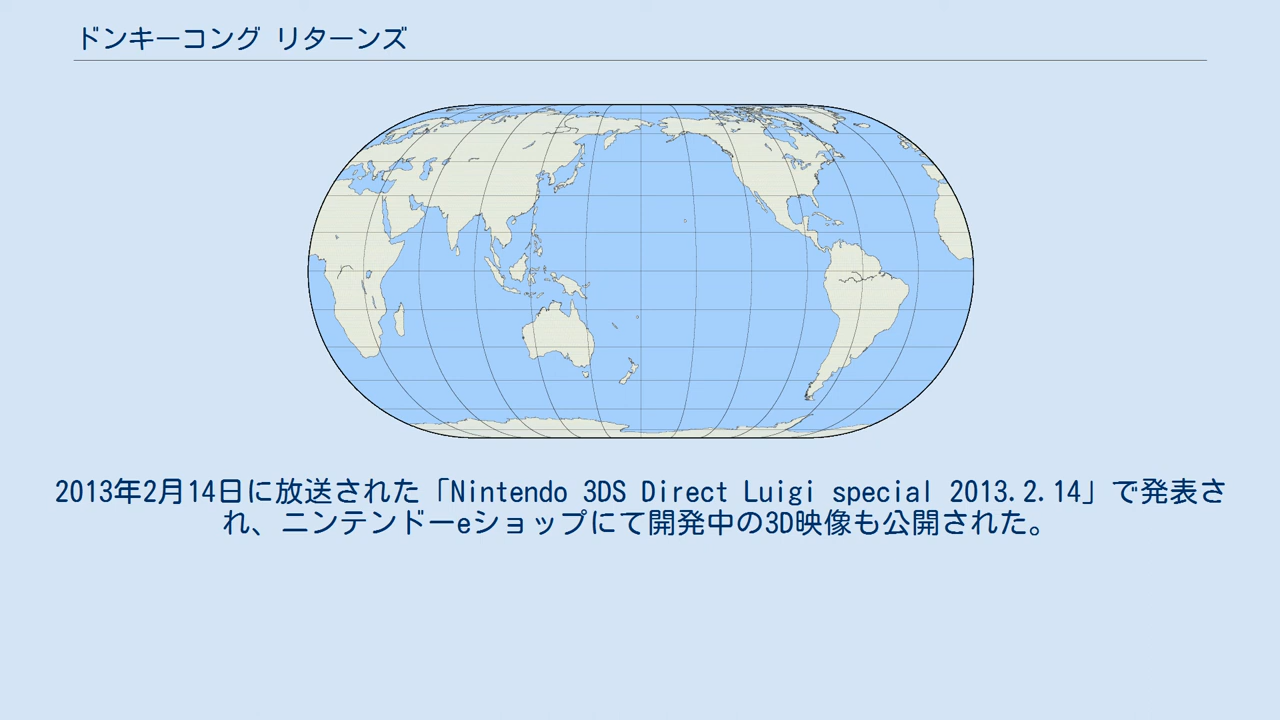 ドンキーコング リターンズ
2013年2月14日に放送された「Nintendo 3DS Direct Luigi special 2013.2.14」で発表さ
れ、ニンテンドーeショップにて開発中の3D映像も公開された。